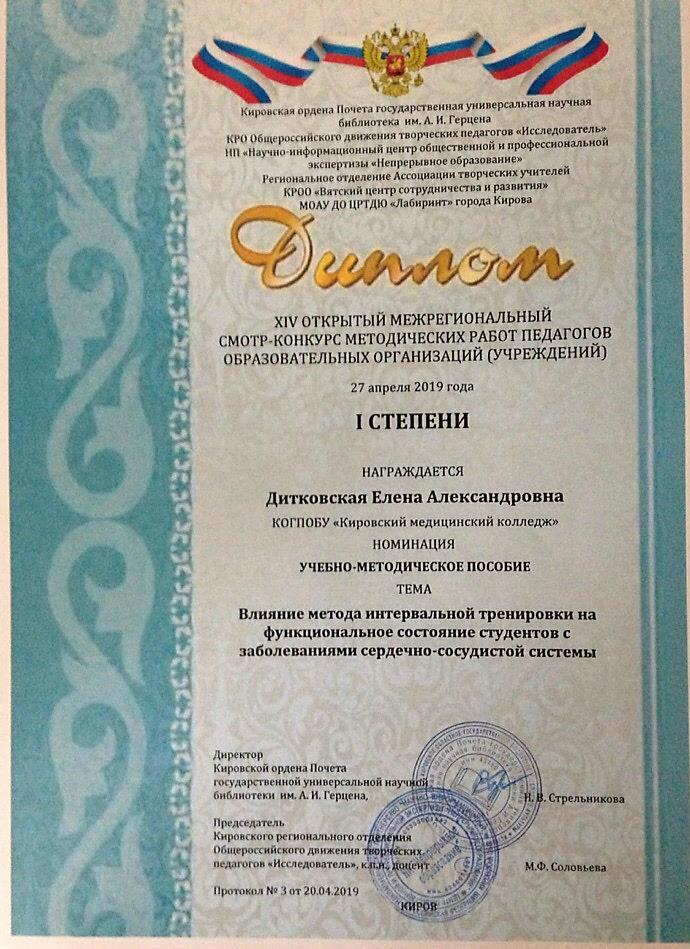 Кировская ордена Почета государственная универсальная научная
библиотека им. А. И. Герцена
КРО Общероссийского движения творческих педагогов «Исследователь»
НП «Научно-информационный центр общественной и профессиональной
экспертизы «Непрерывное образование»
Региональное отделение Ассоциации творческих учителей
КРОО «Вятский центр сотрудничества и развития»
МОАУ ДО ЦРТДЮ «Лабиринт» города Кирова
Диплом
XIV ОТКРЫТЫЙ МЕЖРЕГИОНАЛЬНЫЙ
СМОТР-КОНКУРС МЕТОДИЧЕСКИХ РАБОТ ПЕДАГОГОВ
ОБРАЗОВАТЕЛЬНЫХ ОРГАНИЗАЦИЙ (УЧРЕЖДЕНИЙ)
27 апреля 2019 года
I СТЕПЕНИ
НАГРАЖДАЕТСЯ
Дитковская Елена Александровна
КОГПОБУ «Кировский медицинский колледж»
НОМИНАЦИЯ
УЧЕБНО-МЕТОДИЧЕСКОЕ ПОСОБИЕ
ТЕМА
Влияние метода интервальной тренировки на
функциональное состояние студентов с
заболеваниями сердечно-сосудистой системы
Директор
Кировской ордена Почета
государственной универсальной научной
библиотеки им. А. И. Герцена,
Н. В. Стрельникова
Председатель
Кировского регионального отделения
Общероссийского движения творческих
педагогов «Исследователь», к.п.н., доцент
М.Ф. Соловьева
Протокол № 3 от 20.04.2019
КИРОВ